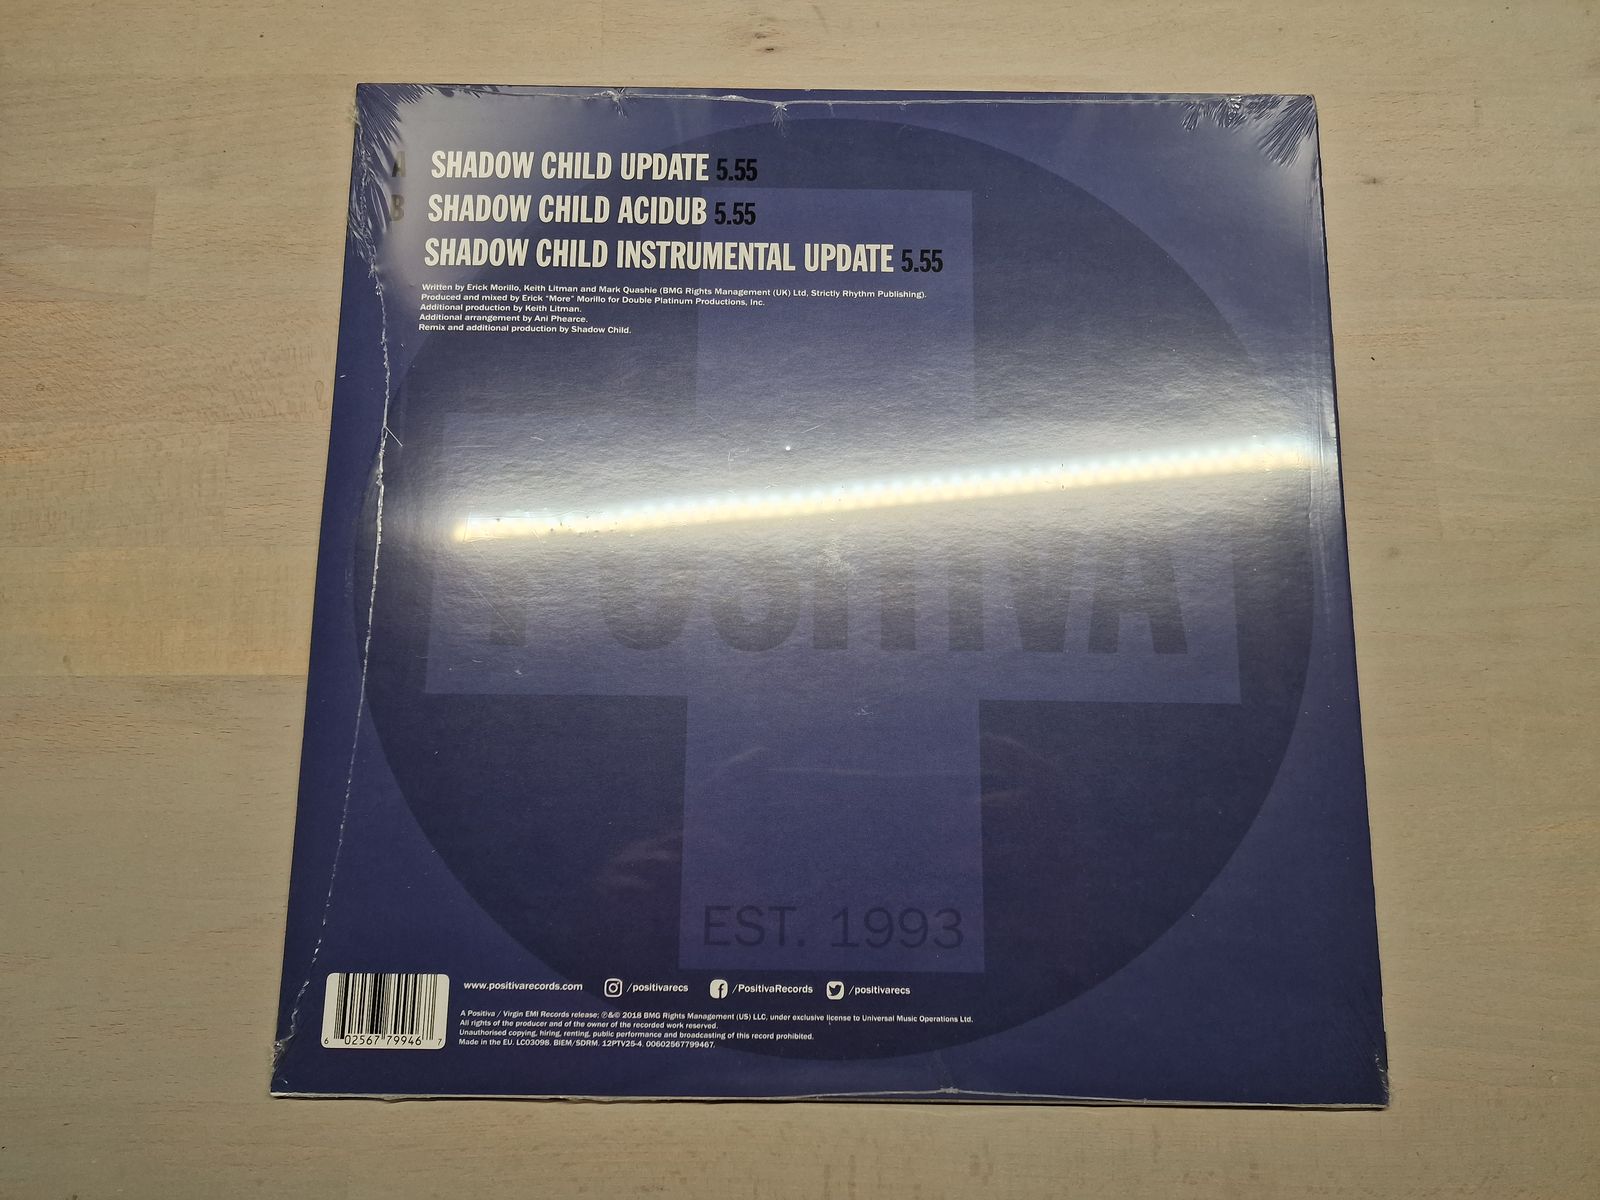 A SHADOW CHILD UPDATE 5.55
B SHADOW CHILD ACIDUB 5.55
SHADOW CHILD INSTRUMENTAL UPDATE 5.55
Written by Erick Morillo, Keith Litman and Mark Quashie (BMG Rights Management (UK) Ltd, Strictly Rhythm Publishing).
Produced and mixed by Erick "More" Morillo for Double Platinum Productions, Inc.
Additional production by Keith Litman.
Additional arrangement by Ani Phearce.
Remix and additional production by Shadow Child.
POSITIVA
EST. 1993
www.positivarecords.com /positivarecs /PositivaRecords /positivarecs
A Positiva / Virgin EMI Records release; ℗&© 2018 BMG Rights Management (US) LLC, under exclusive license to Universal Music Operations Ltd.
All rights of the producer and of the owner of the recorded work reserved.
Unauthorised copying, hiring, renting, public performance and broadcasting of this record prohibited.
Made in the EU. LC03098. BIEM/SDRM. 12PTV25-4. 00602567799467.
6 02567 79946 7